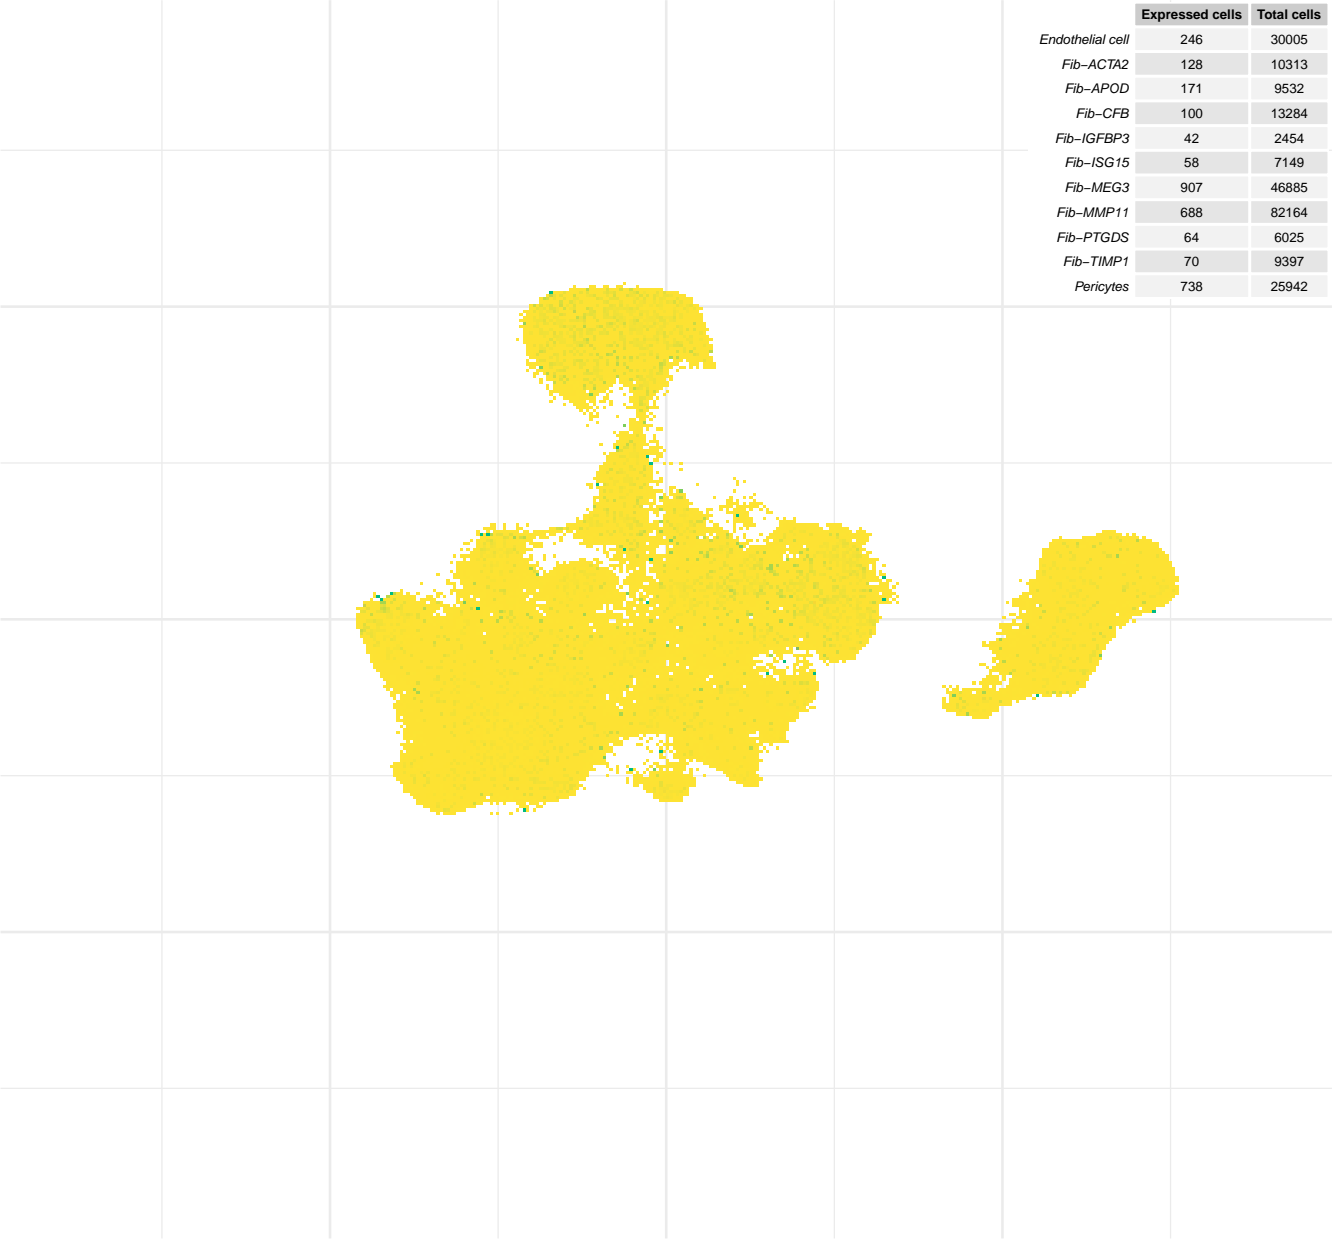 Expressed cells Total cells
Endothelial cell 246 30005
Fib−ACTA2 128 10313
Fib−APOD 171 9532
Fib−CFB 100 13284
Fib−IGFBP3 42 2454
Fib−ISG15 58 7149
Fib−MEG3 907 46885
Fib−MMP11 688 82164
Fib−PTGDS 64 6025
Fib−TIMP1 70 9397
Pericytes 738 25942